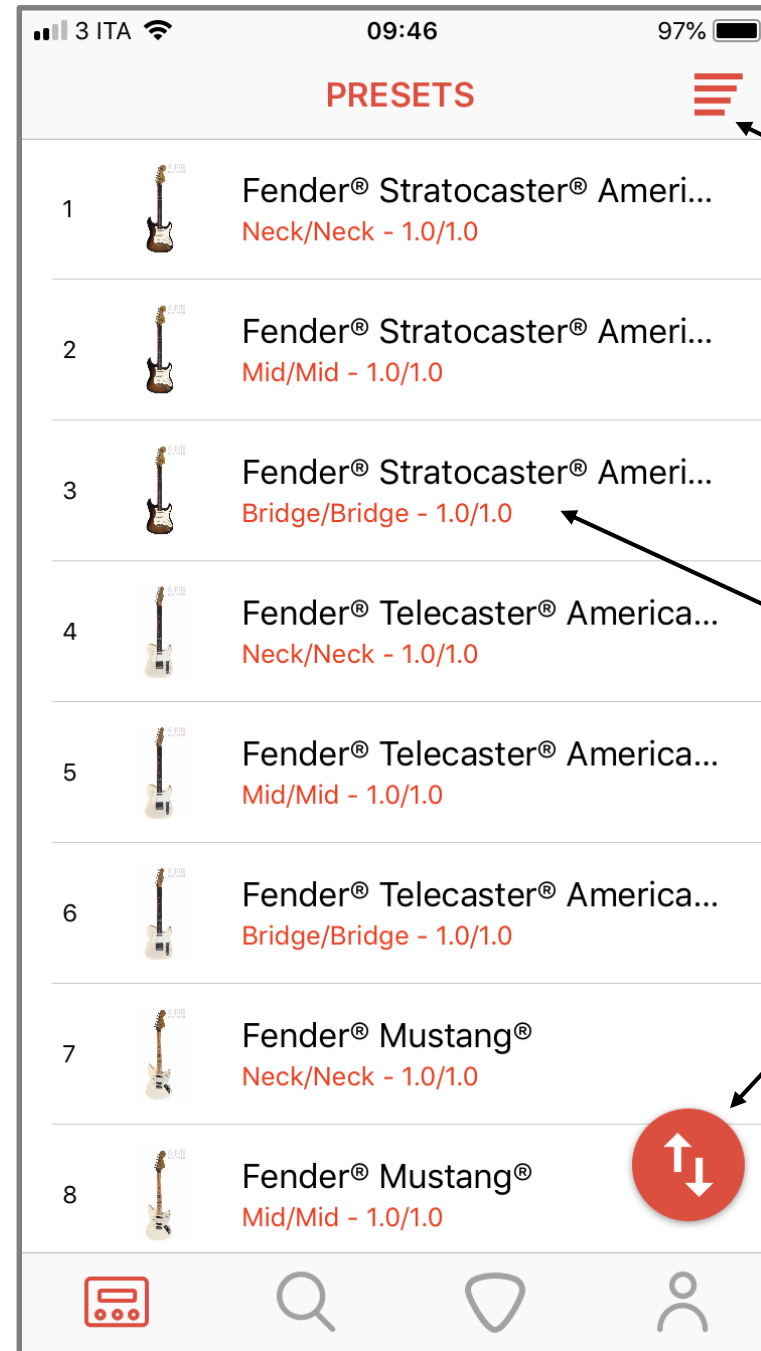 3 ITA 09:46 97%
PRESETS
1 Fender® Stratocaster® Ameri...
Neck/Neck - 1.0/1.0
2 Fender® Stratocaster® Ameri...
Mid/Mid - 1.0/1.0
3 Fender® Stratocaster® Ameri...
Bridge/Bridge - 1.0/1.0
4 Fender® Telecaster® America...
Neck/Neck - 1.0/1.0
5 Fender® Telecaster® America...
Mid/Mid - 1.0/1.0
6 Fender® Telecaster® America...
Bridge/Bridge - 1.0/1.0
7 Fender® Mustang®
Neck/Neck - 1.0/1.0
8 Fender® Mustang®
Mid/Mid - 1.0/1.0